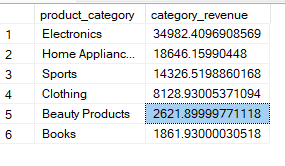 product_category category_revenue
1 Electronics 34982.4096908569
2 Home Applianc... 18646.15990448
3 Sports 14326.5198860168
4 Clothing 8128.93005371094
5 Beauty Products 2621.89999771118
6 Books 1861.93000030518